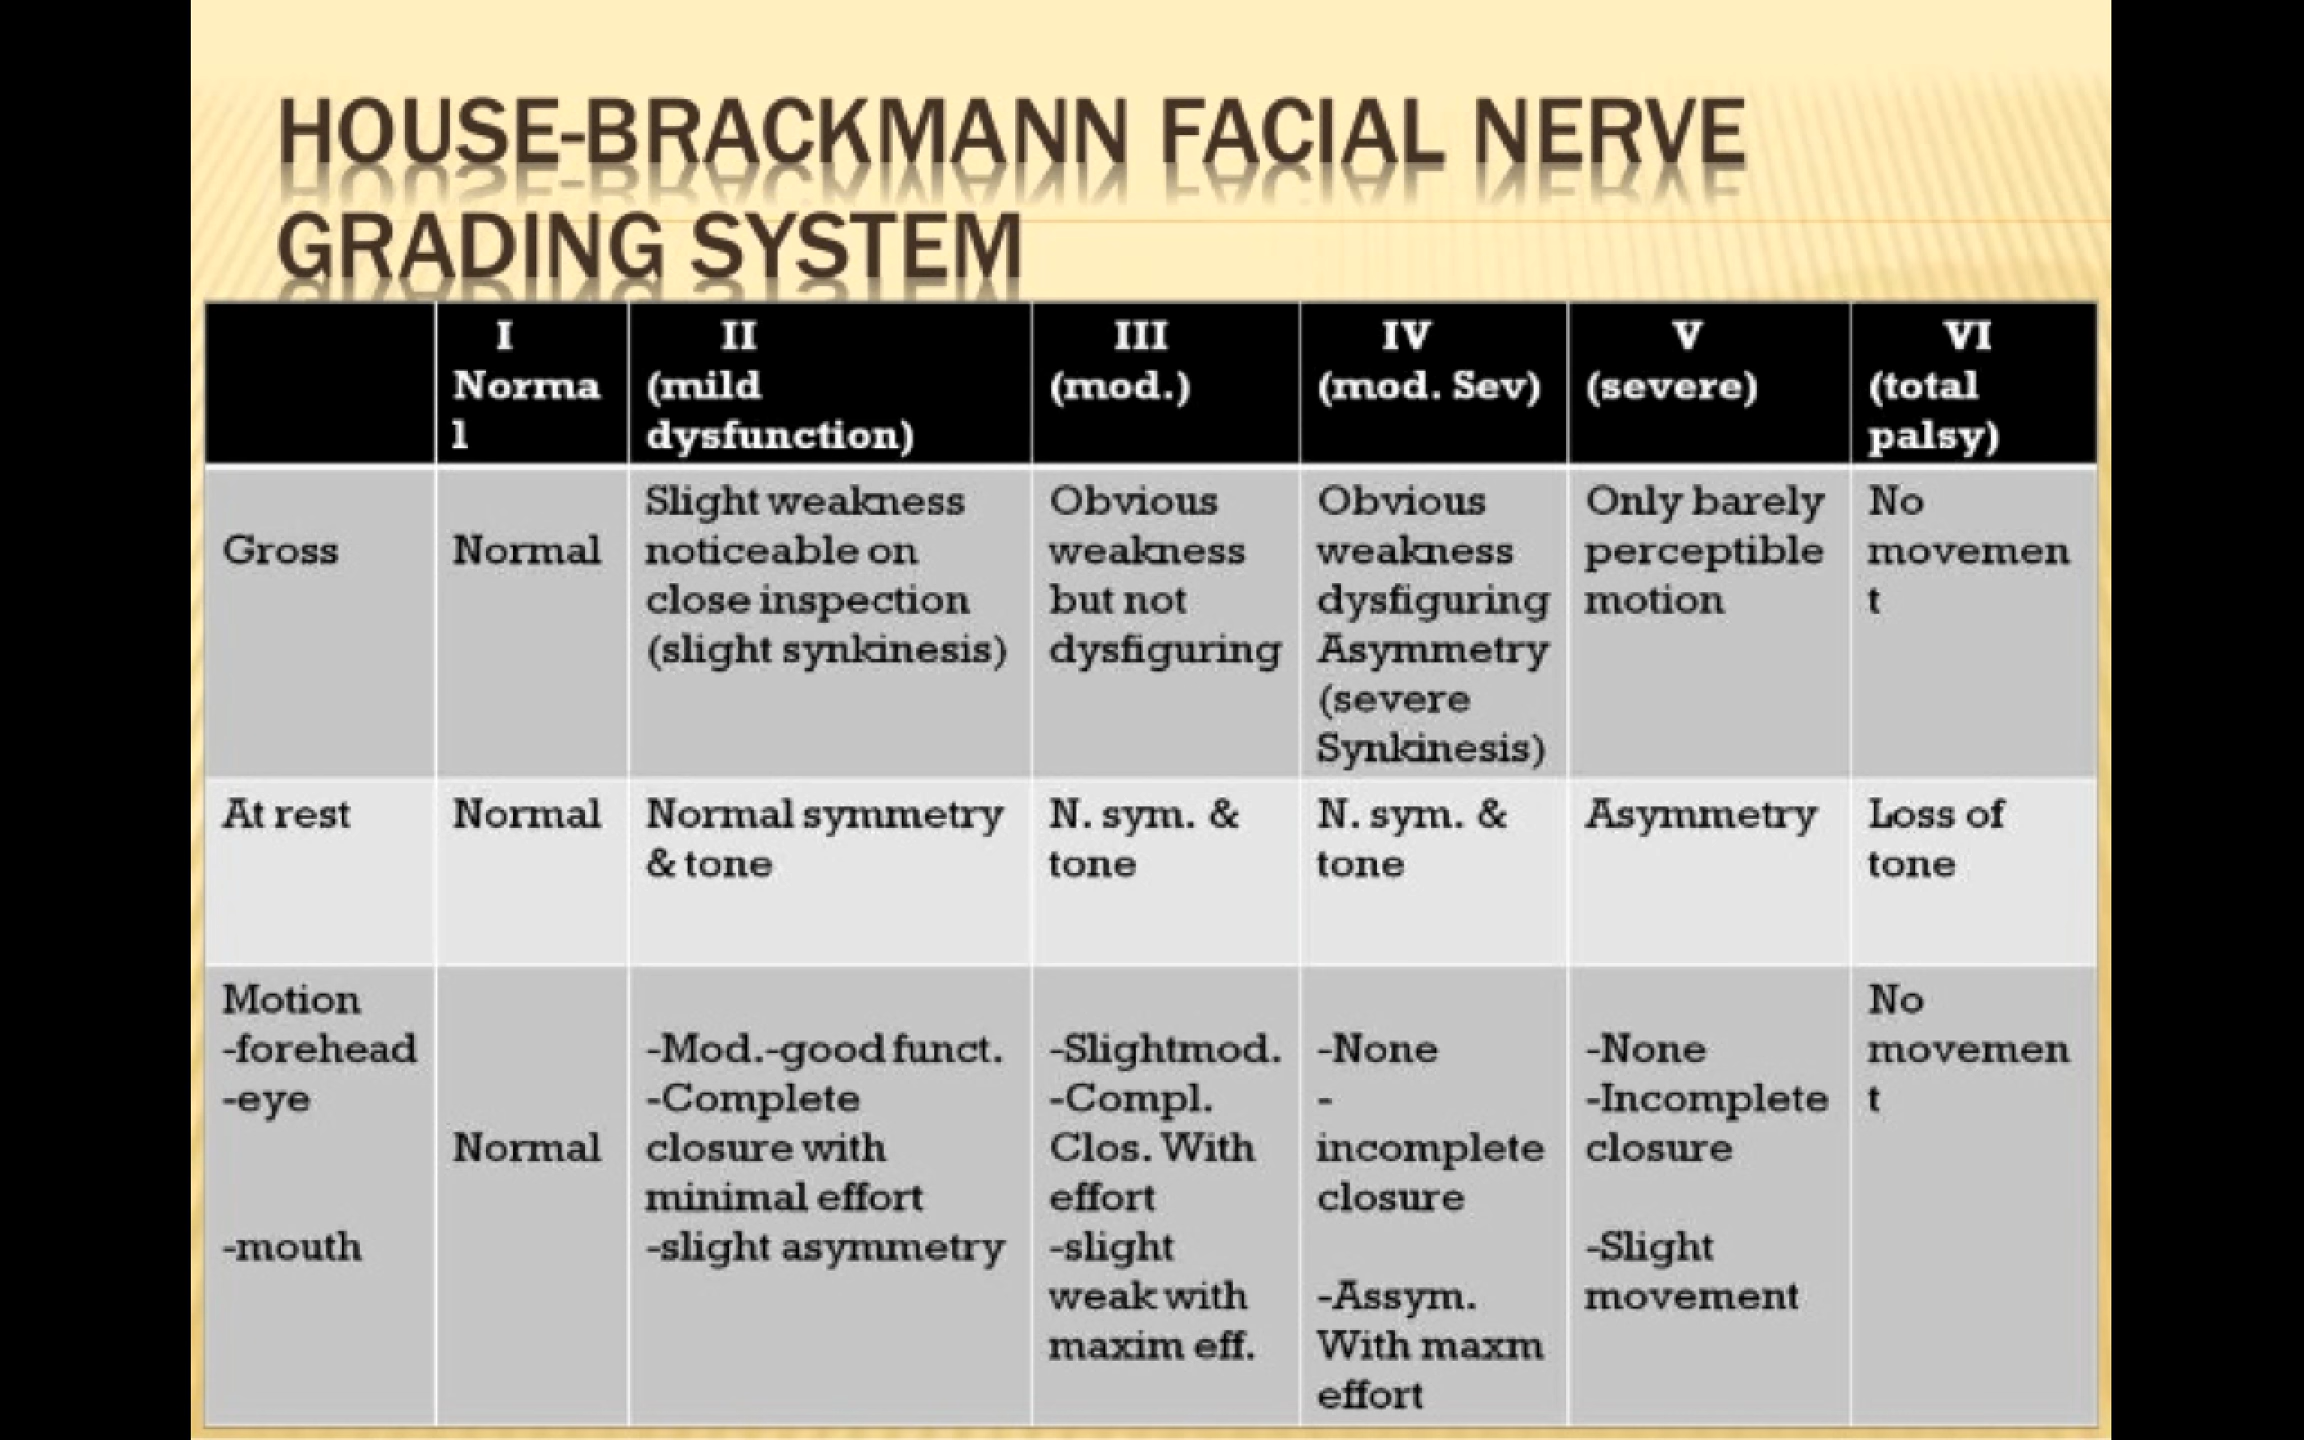 HOUSE-BRACKMANN FACIAL NERVE
GRADING SYSTEM
I
Norma
l
II
(mild
dysfunction)
III
(mod.)
IV
(mod. Sev)
V
(severe)
VI
(total
palsy)
Gross
Normal
Slight weakness
noticeable on
close inspection
(slight synkinesis)
Obvious
weakness
but not
dysfiguring
Obvious
weakness
dysfiguring
Asymmetry
(severe
Synkinesis)
Only barely
perceptible
motion
No
movemen
t
At rest
Normal
Normal symmetry
& tone
N. sym. &
tone
N. sym. &
tone
Asymmetry
Loss of
tone
Motion
-forehead
-eye
-mouth
Normal
-Mod.-good funct.
-Complete
closure with
minimal effort
-slight asymmetry
-Slightmod.
-Compl.
Clos. With
effort
-slight
weak with
maxim eff.
-None
-
incomplete
closure
-Assym.
With maxm
effort
-None
-Incomplete
closure
-Slight
movement
No
movemen
t